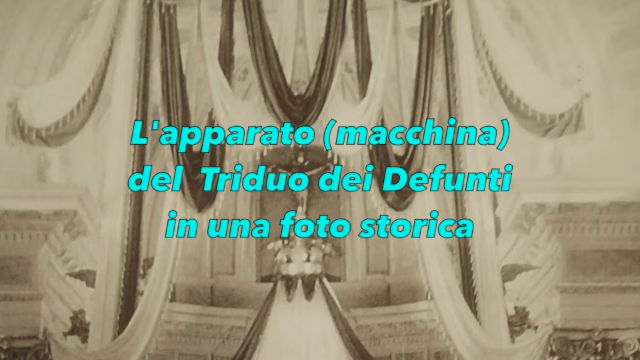 L'apparato (macchina)
del Triduo dei Defunti
in una foto storica